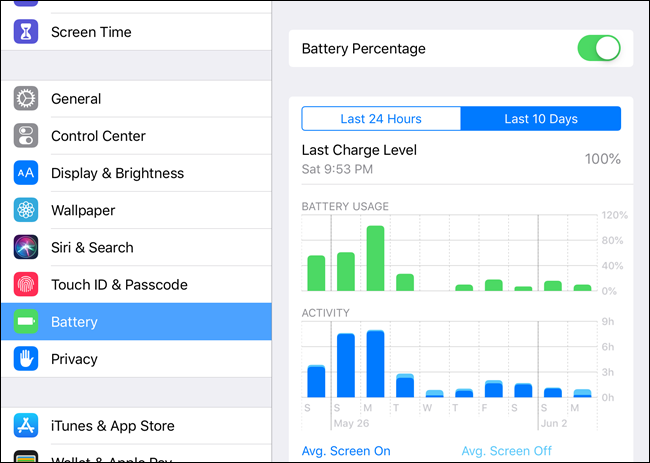 Screen Time
General
Control Center
AA
Display & Brightness
Wallpaper
Siri & Search
Touch ID & Passcode
Battery
Privacy
iTunes & App Store
Wallet & Apple Pay
Battery Percentage
Last 24 Hours Last 10 Days
Last Charge Level 100%
Sat 9:53 PM
BATTERY USAGE 120%
80%
40%
0%
ACTIVITY 9h
6h
3h
0h
S S M T W T F S S M
May 26 Jun 2
Avg. Screen On Avg. Screen Off